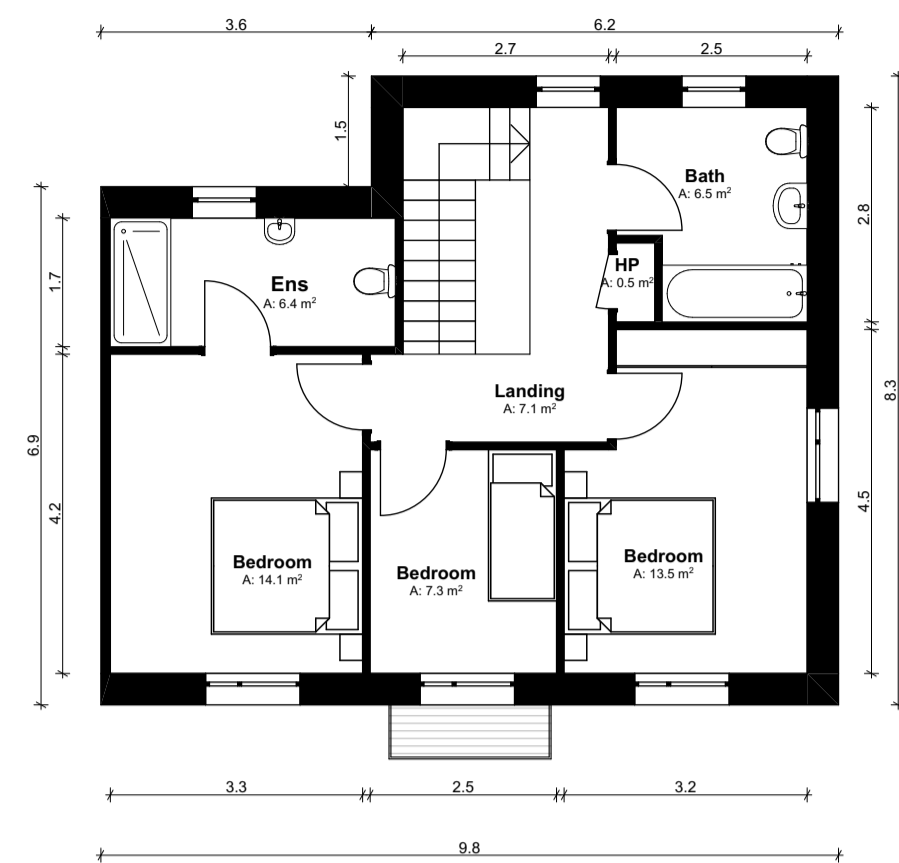 3.6
6.2
2.7
2.5
1.5
Bath
A: 6.5 m²
2.8
1.7
Ens
A: 6.4 m²
HP
A: 0.5 m²
Landing
A: 7.1 m²
8.3
6.9
4.2
4.5
Bedroom
A: 14.1 m²
Bedroom
A: 7.3 m²
Bedroom
A: 13.5 m²
3.3
2.5
3.2
9.8